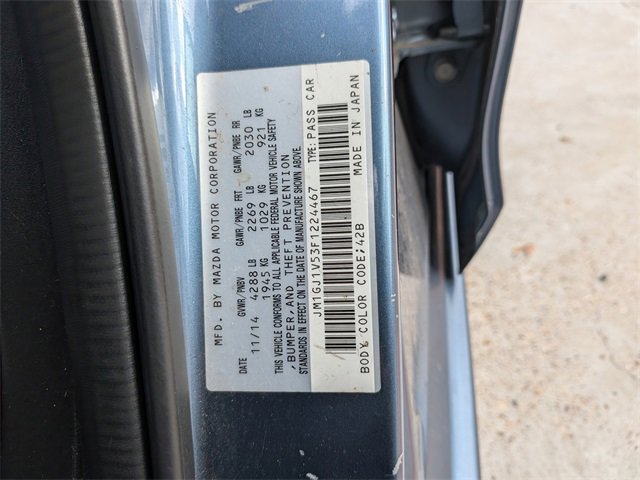 MFD. BY MAZDA MOTOR CORPORATION
DATE GVWR/PNBV GAWR/PNBE FRT GAWR/PNBE RR
11/14 4288 LB 2269 LB 2030 LB
1945 KG 1029 KG 921 KG
THIS VEHICLE CONFORMS TO ALL APPLICABLE FEDERAL MOTOR VEHICLE SAFETY
,BUMPER,AND THEFT PREVENTION
STANDARDS IN EFFECT ON THE DATE OF MANUFACTURE SHOWN ABOVE.
JM1GJ1V53F1224467 TYPE: PASS CAR
BODY COLOR CODE;42B MADE IN JAPAN